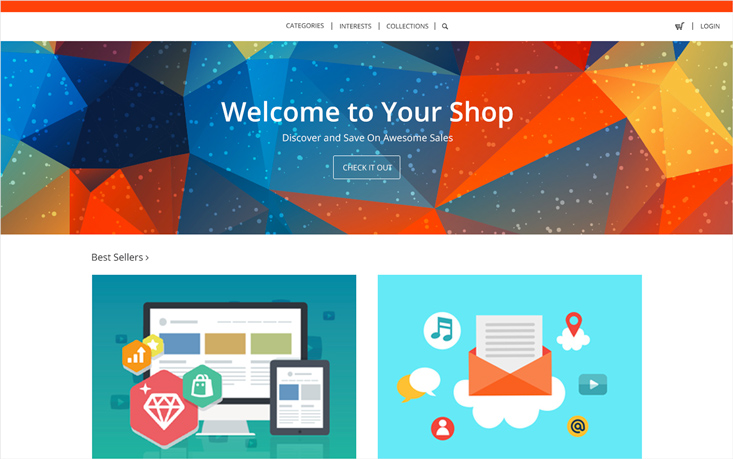 CATEGORIES | INTERESTS | COLLECTIONS |
| LOGIN
Welcome to Your Shop
Discover and Save On Awesome Sales
CHECK IT OUT
Best Sellers ›
@